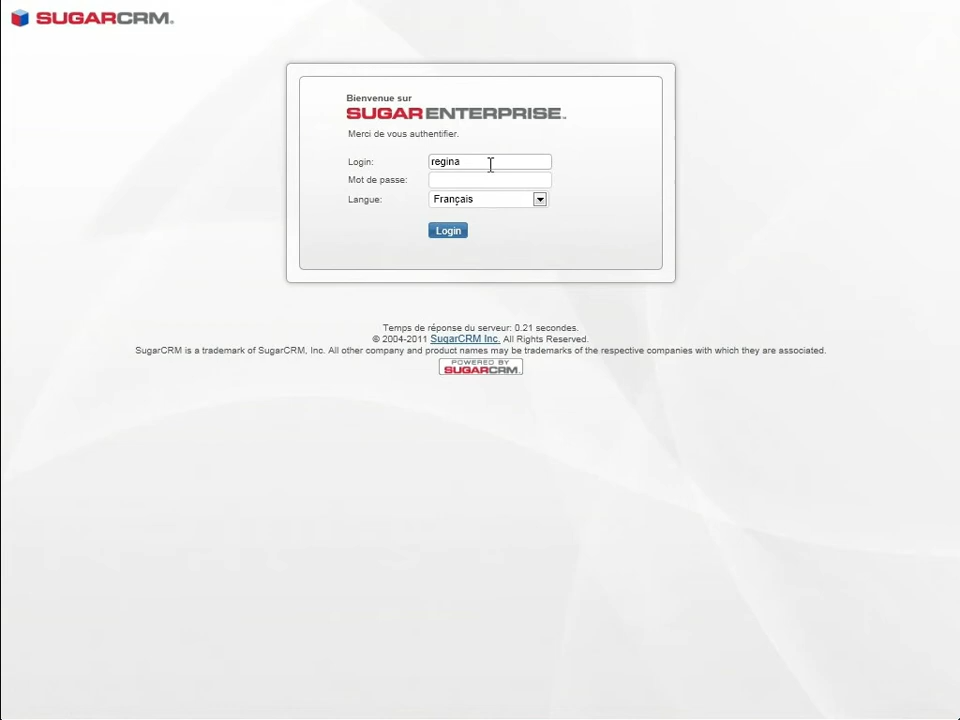 SUGARCRM.
Bienvenue sur
SUGAR ENTERPRISE.
Merci de vous authentifier.
Login: regina
Mot de passe:
Langue: Français
Login
Temps de réponse du serveur: 0.21 secondes.
© 2004-2011 SugarCRM Inc. All Rights Reserved.
SugarCRM is a trademark of SugarCRM, Inc. All other company and product names may be trademarks of the respective companies with which they are associated.
POWERED BY
SUGARCRM.